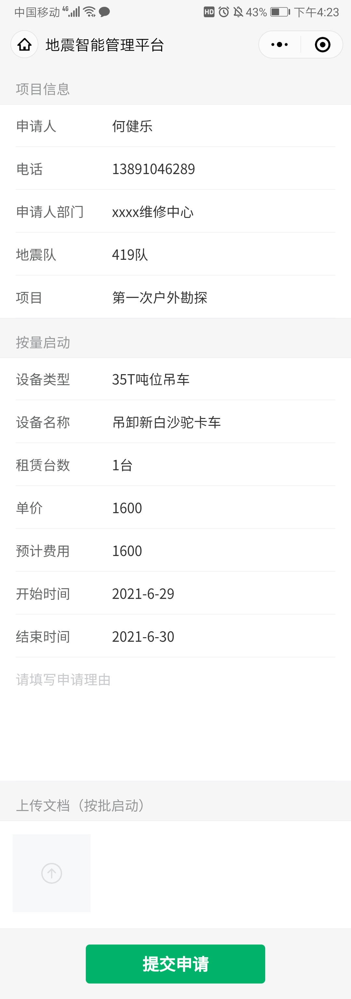 中国移动 4G HD 43% 下午4:23
地震智能管理平台
项目信息
申请人 何健乐
电话 13891046289
申请人部门 xxxx维修中心
地震队 419队
项目 第一次户外勘探
按量启动
设备类型 35T吨位吊车
设备名称 吊卸新白沙驼卡车
租赁台数 1台
单价 1600
预计费用 1600
开始时间 2021-6-29
结束时间 2021-6-30
请填写申请理由
上传文档（按批启动）
提交申请